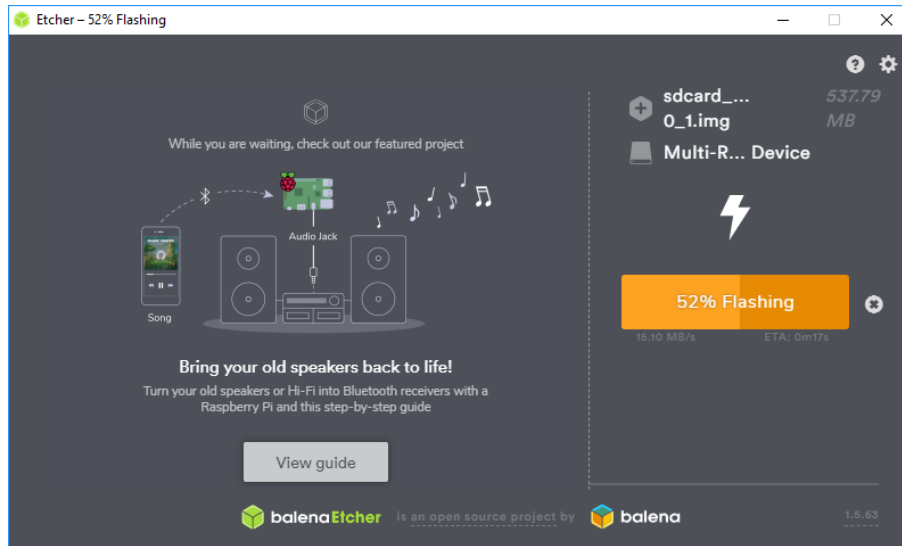 Etcher – 52% Flashing
While you are waiting, check out our featured project
Audio Jack
Song
Bring your old speakers back to life!
Turn your old speakers or Hi-Fi into Bluetooth receivers with a
Raspberry Pi and this step-by-step guide
View guide
sdcard_... 537.79
0_1.img MB
Multi-R... Device
52% Flashing
15.10 MB/s ETA: 0m17s
balenaEtcher is an open source project by balena 1.5.63